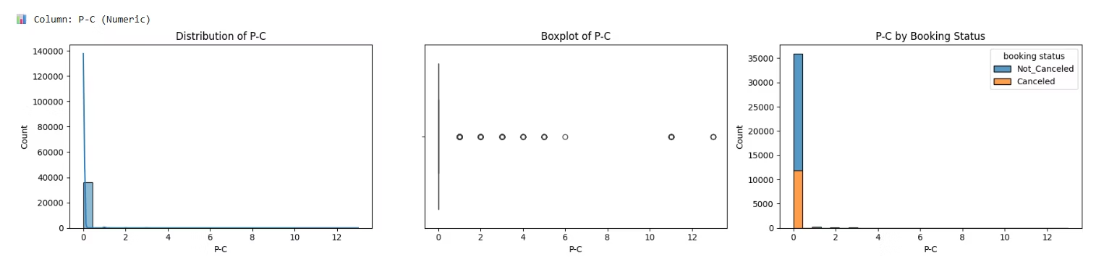 📊 Column: P-C (Numeric)
Distribution of P-C
140000
120000
100000
80000
60000
40000
20000
0
Count
0 2 4 6 8 10 12
P-C
Boxplot of P-C
0 2 4 6 8 10 12
P-C
P-C by Booking Status
35000
30000
25000
20000
15000
10000
5000
0
Count
booking status
Not_Canceled
Canceled
0 2 4 6 8 10 12
P-C